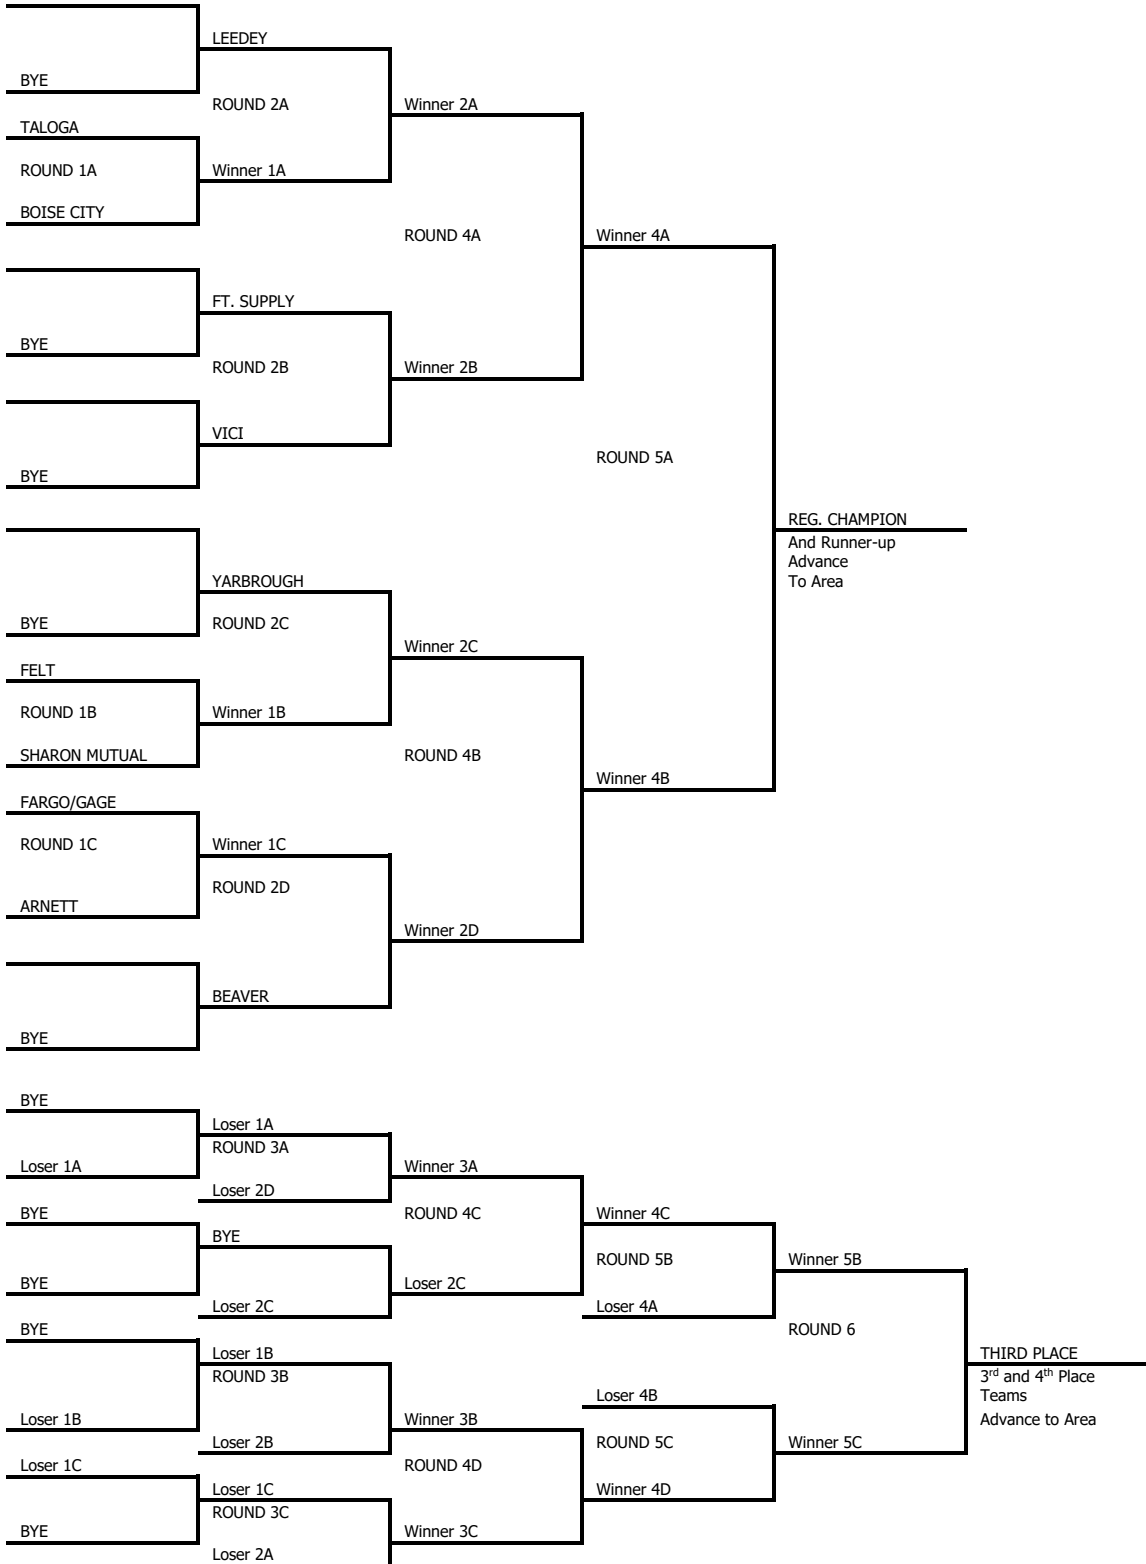 LEEDEY
BYE
ROUND 2A
Winner 2A
TALOGA
ROUND 1A
Winner 1A
BOISE CITY
ROUND 4A
Winner 4A
FT. SUPPLY
BYE
ROUND 2B
Winner 2B
VICI
ROUND 5A
BYE
REG. CHAMPION
And Runner-up
Advance
To Area
YARBROUGH
BYE
ROUND 2C
Winner 2C
FELT
ROUND 1B
Winner 1B
SHARON MUTUAL
ROUND 4B
Winner 4B
FARGO/GAGE
ROUND 1C
Winner 1C
ROUND 2D
ARNETT
Winner 2D
BEAVER
BYE
BYE
Loser 1A
ROUND 3A
Loser 1A
Winner 3A
Loser 2D
BYE
ROUND 4C
Winner 4C
BYE
ROUND 5B
Winner 5B
BYE
Loser 2C
Loser 2C
Loser 4A
BYE
ROUND 6
Loser 1B
THIRD PLACE
ROUND 3B
3rd and 4th Place
Teams
Loser 4B
Loser 1B
Winner 3B
Advance to Area
Loser 2B
ROUND 5C
Winner 5C
Loser 1C
ROUND 4D
Loser 1C
Winner 4D
ROUND 3C
BYE
Winner 3C
Loser 2A